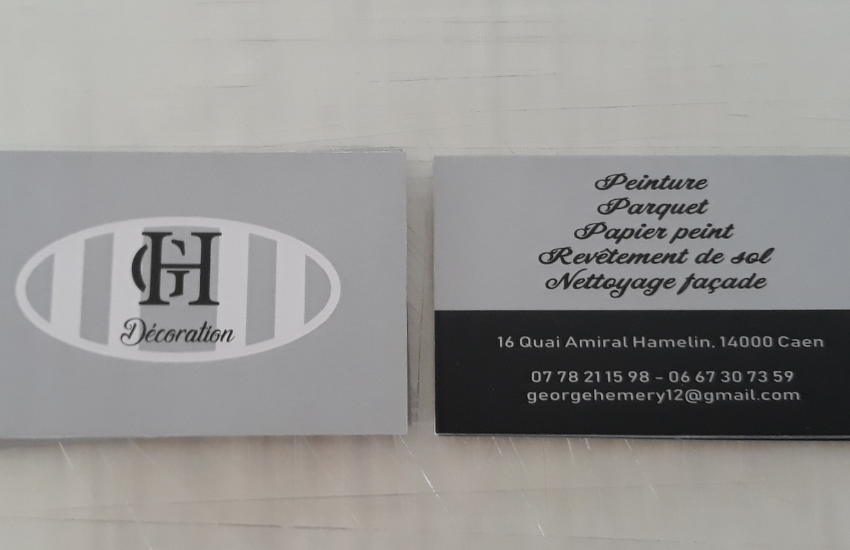 GH
Décoration
Peinture
Parquet
Papier peint
Revêtement de sol
Nettoyage façade
16 Quai Amiral Hamelin, 14000 Caen
07 78 21 15 98 - 06 67 30 73 59
georgehemery12@gmail.com